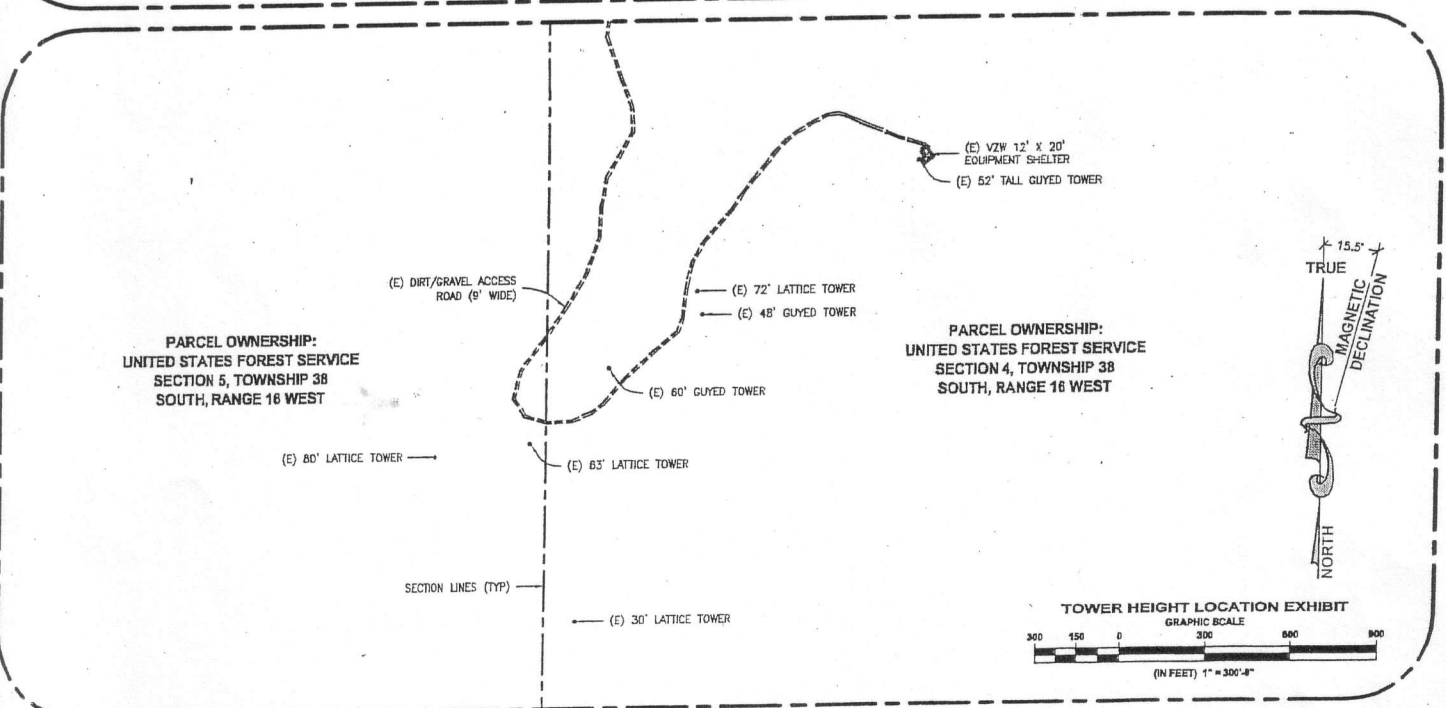 (E) VZW 12' X 20'
EQUIPMENT SHELTER
(E) 52' TALL GUYED TOWER
15.5°
TRUE
MAGNETIC
DECLINATION
NORTH
(E) DIRT/GRAVEL ACCESS
ROAD (9' WIDE)
(E) 72' LATTICE TOWER
(E) 48' GUYED TOWER
PARCEL OWNERSHIP:
UNITED STATES FOREST SERVICE
SECTION 5, TOWNSHIP 38
SOUTH, RANGE 16 WEST
PARCEL OWNERSHIP:
UNITED STATES FOREST SERVICE
SECTION 4, TOWNSHIP 38
SOUTH, RANGE 16 WEST
(E) 60' GUYED TOWER
(E) 80' LATTICE TOWER
(E) 63' LATTICE TOWER
SECTION LINES (TYP)
(E) 30' LATTICE TOWER
TOWER HEIGHT LOCATION EXHIBIT
GRAPHIC SCALE
300 150 0 300 600 900
(IN FEET) 1" = 300'-0"